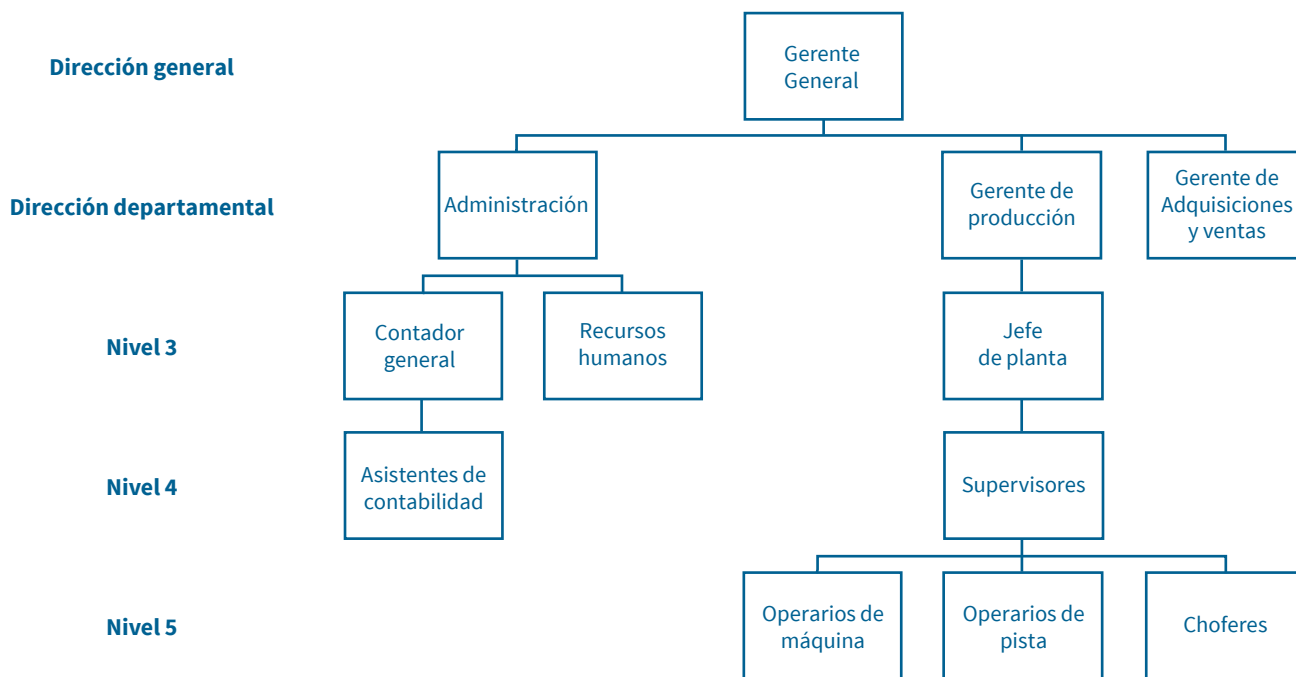 Dirección general
Gerente
General
Dirección departamental
Administración
Gerente de
producción
Gerente de
Adquisiciones
y ventas
Nivel 3
Contador
general
Recursos
humanos
Jefe
de planta
Nivel 4
Asistentes de
contabilidad
Supervisores
Nivel 5
Operarios de
máquina
Operarios de
pista
Choferes